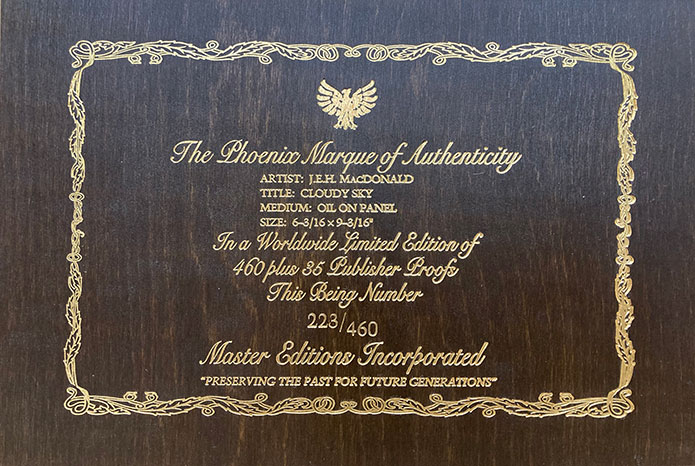 The Phoenix Marque of Authenticity
ARTIST: J.E.H. MACDONALD
TITLE: CLOUDY SKY
MEDIUM: OIL ON PANEL
SIZE: 6-3/16 × 9-3/16"
In a Worldwide Limited Edition of
460 plus 35 Publisher Proofs
This Being Number
223/460
Master Editions Incorporated
"PRESERVING THE PAST FOR FUTURE GENERATIONS"